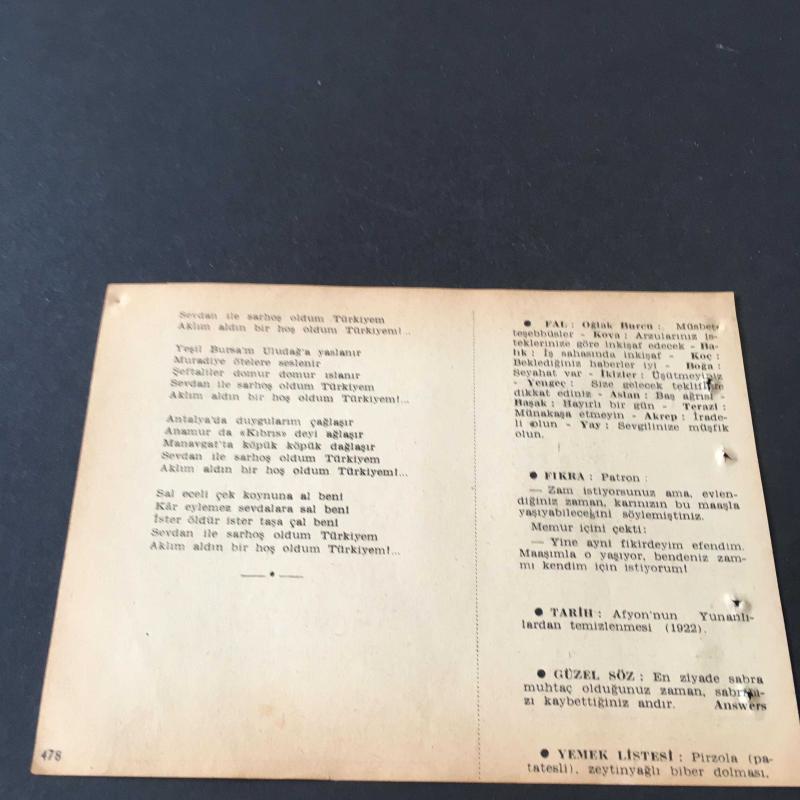 Sevdan ile sarhoş oldum Türkiyem
Aklım aldın bir hoş oldum Türkiyem!...
Yeşil Bursa'm Uludağ'a yaslanır
Muradiye ötelere seslenir
Şeftaliler domur domur ıslanır
Sevdan ile sarhoş oldum Türkiyem
Aklım aldın bir hoş oldum Türkiyem!...
Antalya'da duygularım çağlaşır
Anamur da «Kıbrıs» deyi ağlaşır
Manavgat'ta köpük köpük dağlaşır
Sevdan ile sarhoş oldum Türkiyem
Aklım aldın bir hoş oldum Türkiyem!...
Sal eceli çek koynuna al beni
Kâr eylemez sevdalara sal beni
İster öldür ister taşa çal beni
Sevdan ile sarhoş oldum Türkiyem
Aklım aldın bir hoş oldum Türkiyem!...
478
● FAL : Oğlak Burcu : Müsbet
teşebbüsler - Kova : Arzularınız is-
teklerinize göre inkişaf edecek - Ba-
lık : İş sahasında inkişaf - Koç :
Beklediğiniz haberler iyi - Boğa :
Seyahat var - İkizler : Üşütmeyiniz
- Yengeç : Size gelecek tekliflere
dikkat ediniz - Aslan : Baş ağrısı -
Başak : Hayırlı bir gün - Terazi :
Münakaşa etmeyin - Akrep : İrade-
li olun - Yay : Sevgilinize müşfik
olun.
● FIKRA : Patron :
— Zam istiyorsunuz ama, evlen-
diğiniz zaman, karınızın bu maaşla
yaşıyabileceğini söylemiştiniz.
Memur içini çekti:
— Yine ayni fikirdeyim efendim.
Maaşımla o yaşıyor, bendeniz zam-
mı kendim için istiyorum!
● TARİH : Afyon'nun Yunanlı-
lardan temizlenmesi (1922).
● GÜZEL SÖZ : En ziyade sabra
muhtaç olduğunuz zaman, sabrını-
zı kaybettiğiniz andır. Answers
● YEMEK LİSTESİ : Pirzola (pa-
tatesli), zeytinyağlı biber dolması,